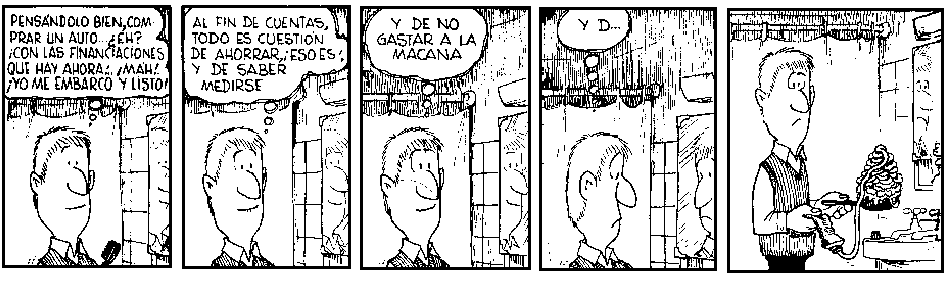 PENSÁNDOLO BIEN, COM-
PRAR UN AUTO... ¿EH?
¡CON LAS FINANCIACIONES
QUE HAY AHORA!.. ¡MAH!
¡YO ME EMBARCO Y LISTO!
AL FIN DE CUENTAS,
TODO ES CUESTIÓN
DE AHORRAR, ¡ESO ES!
Y DE SABER
MEDIRSE
Y DE NO
GASTAR A LA
MACANA
Y D...